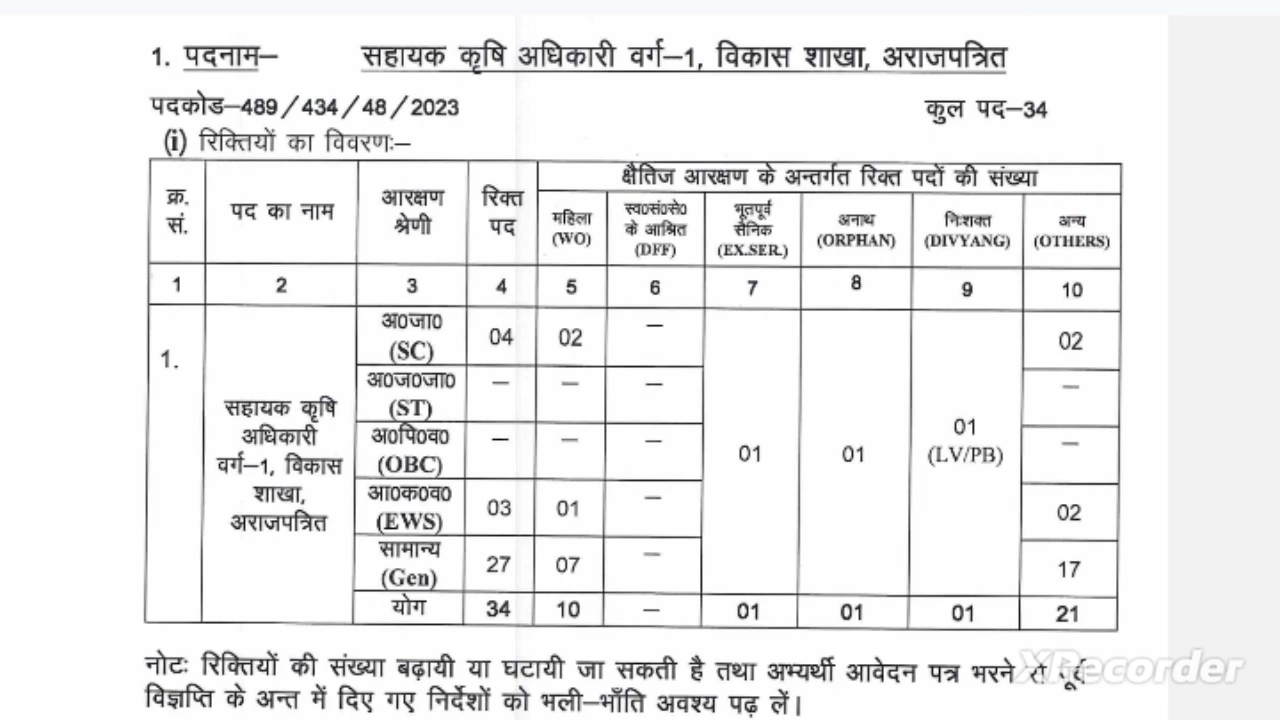 1. पदनाम– सहायक कृषि अधिकारी वर्ग–1, विकास शाखा, अराजपत्रित
पदकोड–489/434/48/2023 कुल पद–34
(i) रिक्तियों का विवरणः–
क्र. सं. पद का नाम आरक्षण श्रेणी रिक्त पद क्षैतिज आरक्षण के अन्तर्गत रिक्त पदों की संख्या
महिला (WO) स्व0सं0से0 के आश्रित (DFF) भूतपूर्व सैनिक (EX.SER.) अनाथ (ORPHAN) निःशक्त (DIVYANG) अन्य (OTHERS)
1 2 3 4 5 6 7 8 9 10
1. सहायक कृषि अधिकारी वर्ग–1, विकास शाखा, अराजपत्रित
अ0जा0 (SC) 04 02 – 02
अ0ज0जा0 (ST) – – – –
अ0पि0व0 (OBC) – – – –
01 01 01 (LV/PB)
आ0क0व0 (EWS) 03 01 – 02
सामान्य (Gen) 27 07 – 17
योग 34 10 – 01 01 01 21
नोटः रिक्तियों की संख्या बढ़ायी या घटायी जा सकती है तथा अभ्यर्थी आवेदन पत्र भरने से पूर्व
विज्ञप्ति के अन्त में दिए गए निर्देशों को भली–भाँति अवश्य पढ़ लें।
XRecorder